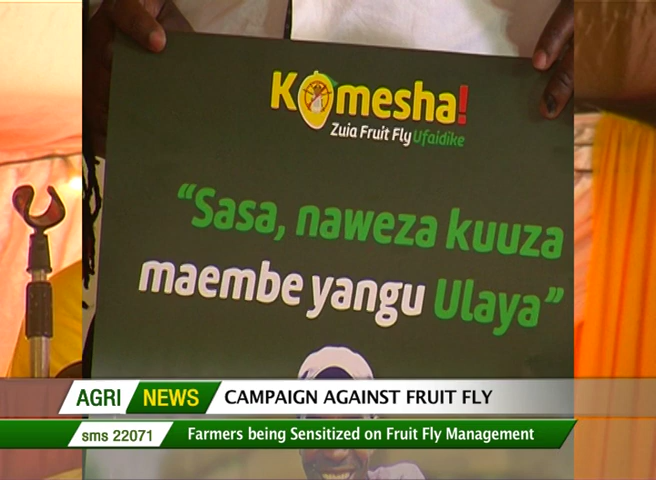 Komesha!
Zuia Fruit Fly Ufaidike
“Sasa, naweza kuuza
maembe yangu Ulaya”
AGRI NEWS CAMPAIGN AGAINST FRUIT FLY
sms 22071 Farmers being Sensitized on Fruit Fly Management